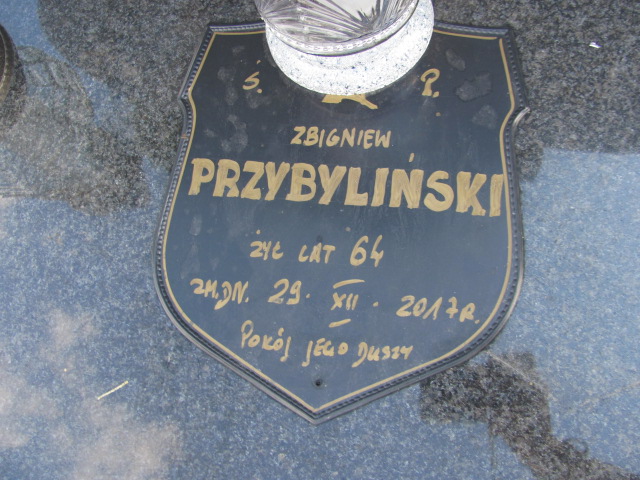 Ś. P.
ZBIGNIEW
PRZYBYLIŃSKI
ŻYŁ LAT 64
ZM. DN. 29. XII. 2017 R.
POKÓJ JEGO DUSZY